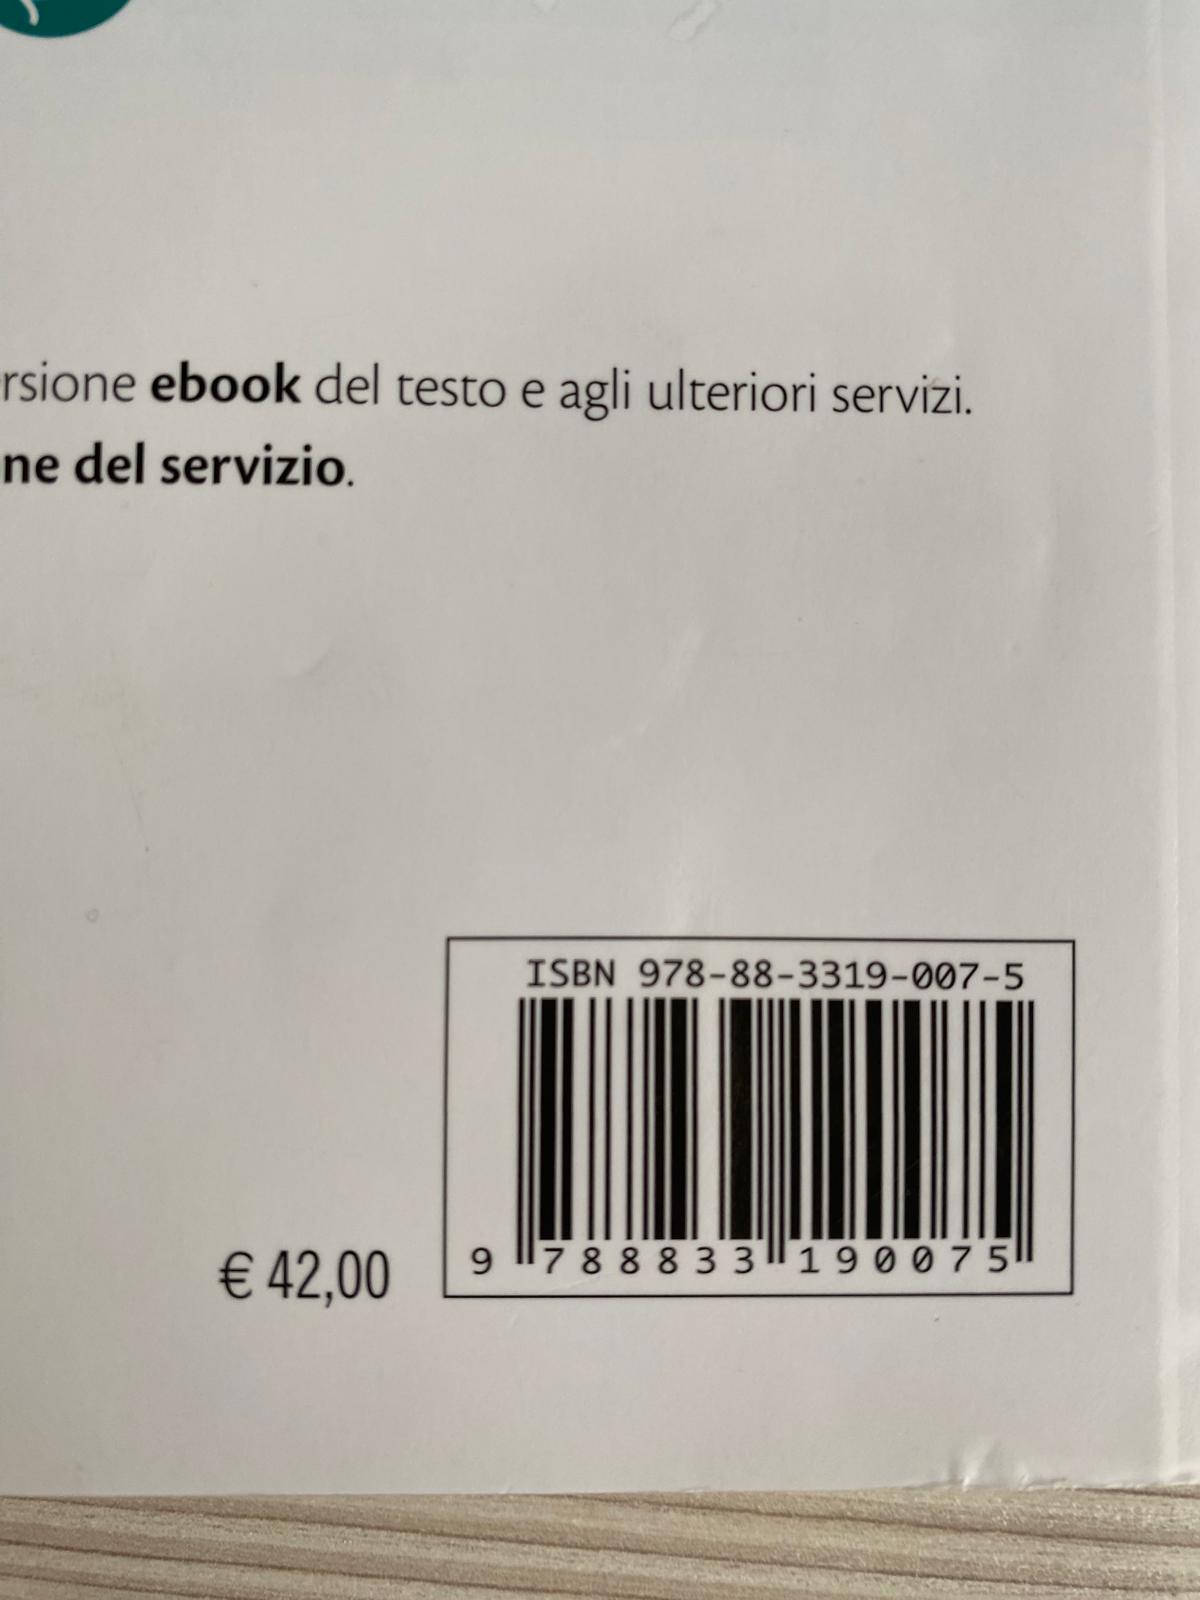 rsione ebook del testo e agli ulteriori servizi.
ne del servizio.
ISBN 978-88-3319-007-5
€ 42,00
9 788833 190075